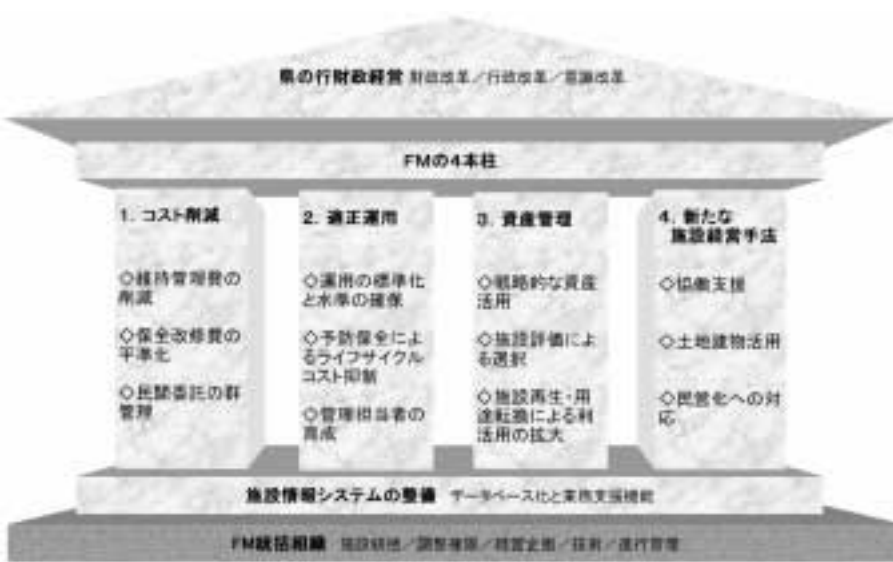 県の行財政経営 財政改革／行政改革／意識改革
FMの4本柱
1. コスト削減
◇維持管理費の
削減
◇保全改修費の
平準化
◇民間委託の群
管理
2. 適正運用
◇運用の標準化
と水準の確保
◇予防保全によ
るライフサイクル
コスト抑制
◇管理担当者の
育成
3. 資産管理
◇戦略的な資産
活用
◇施設評価によ
る選択
◇施設再生・用
途転換による利
活用の拡大
4. 新たな
施設経営手法
◇協働支援
◇土地建物活用
◇民営化への対
応
施設情報システムの整備 データベース化と業務支援機能
FM統括組織 施設総括／調整権限／経営企画／技術／進行管理